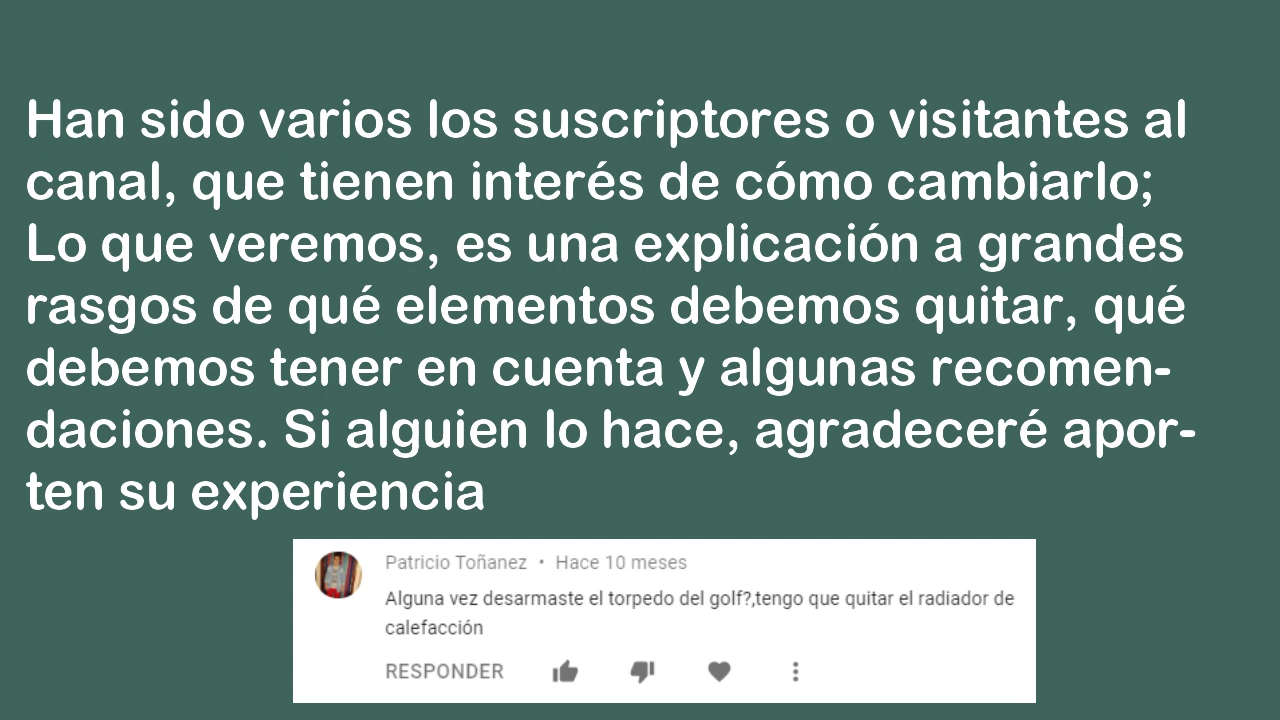 Han sido varios los suscriptores o visitantes al
canal, que tienen interés de cómo cambiarlo;
Lo que veremos, es una explicación a grandes
rasgos de qué elementos debemos quitar, qué
debemos tener en cuenta y algunas recomen-
daciones. Si alguien lo hace, agradeceré apor-
ten su experiencia
Patricio Toñanez • Hace 10 meses
Alguna vez desarmaste el torpedo del golf?,tengo que quitar el radiador de
calefacción
RESPONDER